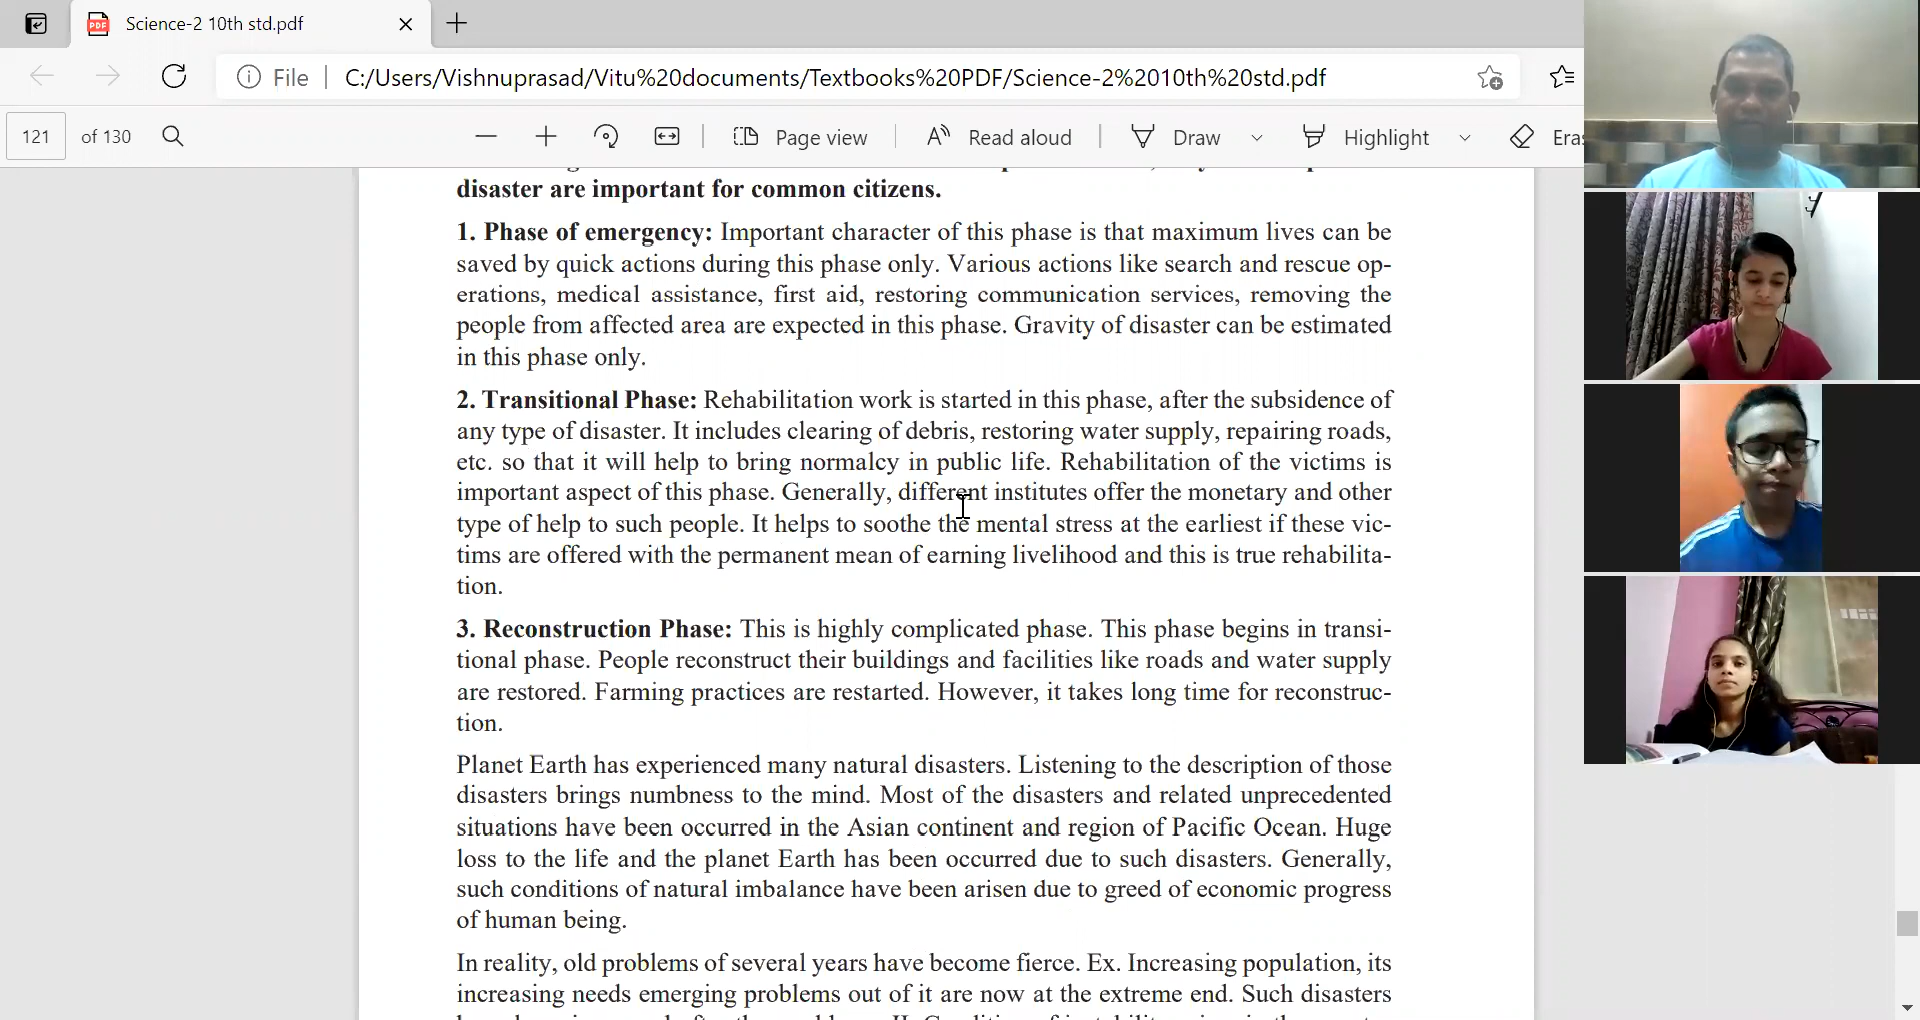 Science-2 10th std.pdf
File
C:/Users/Vishnuprasad/Vitu%20documents/Textbooks%20PDF/Science-2%2010th%20std.pdf
121 of 130
Page view
Read aloud
Draw
Highlight
Era
disaster are important for common citizens.
1. Phase of emergency: Important character of this phase is that maximum lives can be
saved by quick actions during this phase only. Various actions like search and rescue op-
erations, medical assistance, first aid, restoring communication services, removing the
people from affected area are expected in this phase. Gravity of disaster can be estimated
in this phase only.
2. Transitional Phase: Rehabilitation work is started in this phase, after the subsidence of
any type of disaster. It includes clearing of debris, restoring water supply, repairing roads,
etc. so that it will help to bring normalcy in public life. Rehabilitation of the victims is
important aspect of this phase. Generally, different institutes offer the monetary and other
type of help to such people. It helps to soothe the mental stress at the earliest if these vic-
tims are offered with the permanent mean of earning livelihood and this is true rehabilita-
tion.
3. Reconstruction Phase: This is highly complicated phase. This phase begins in transi-
tional phase. People reconstruct their buildings and facilities like roads and water supply
are restored. Farming practices are restarted. However, it takes long time for reconstruc-
tion.
Planet Earth has experienced many natural disasters. Listening to the description of those
disasters brings numbness to the mind. Most of the disasters and related unprecedented
situations have been occurred in the Asian continent and region of Pacific Ocean. Huge
loss to the life and the planet Earth has been occurred due to such disasters. Generally,
such conditions of natural imbalance have been arisen due to greed of economic progress
of human being.
In reality, old problems of several years have become fierce. Ex. Increasing population, its
increasing needs emerging problems out of it are now at the extreme end. Such disasters